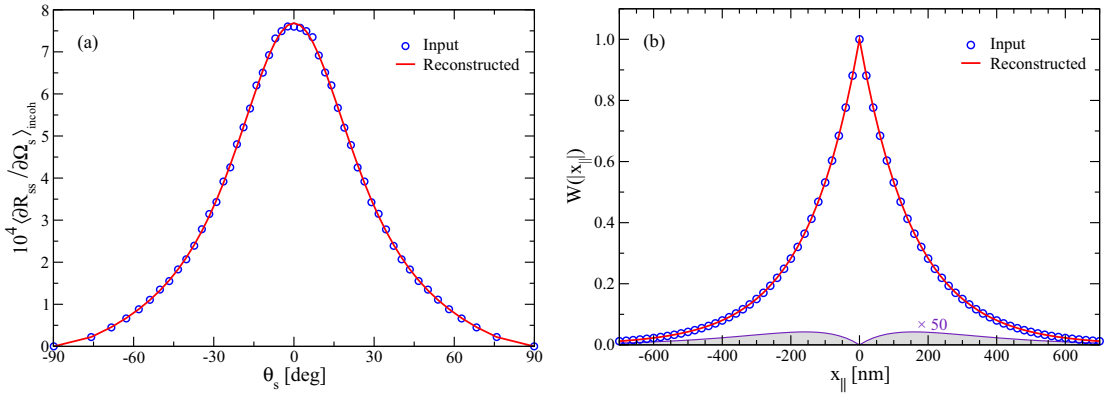 (a)
Input
Reconstructed
10⁴⟨∂R_ss/∂Ω_s⟩_incoh
8
7
6
5
4
3
2
1
0
-90 -60 -30 0 30 60 90
θ_s [deg]
(b)
Input
Reconstructed
W(|x_∥|)
1.0
0.8
0.6
0.4
0.2
0.0
× 50
-600 -400 -200 0 200 400 600
x_∥ [nm]